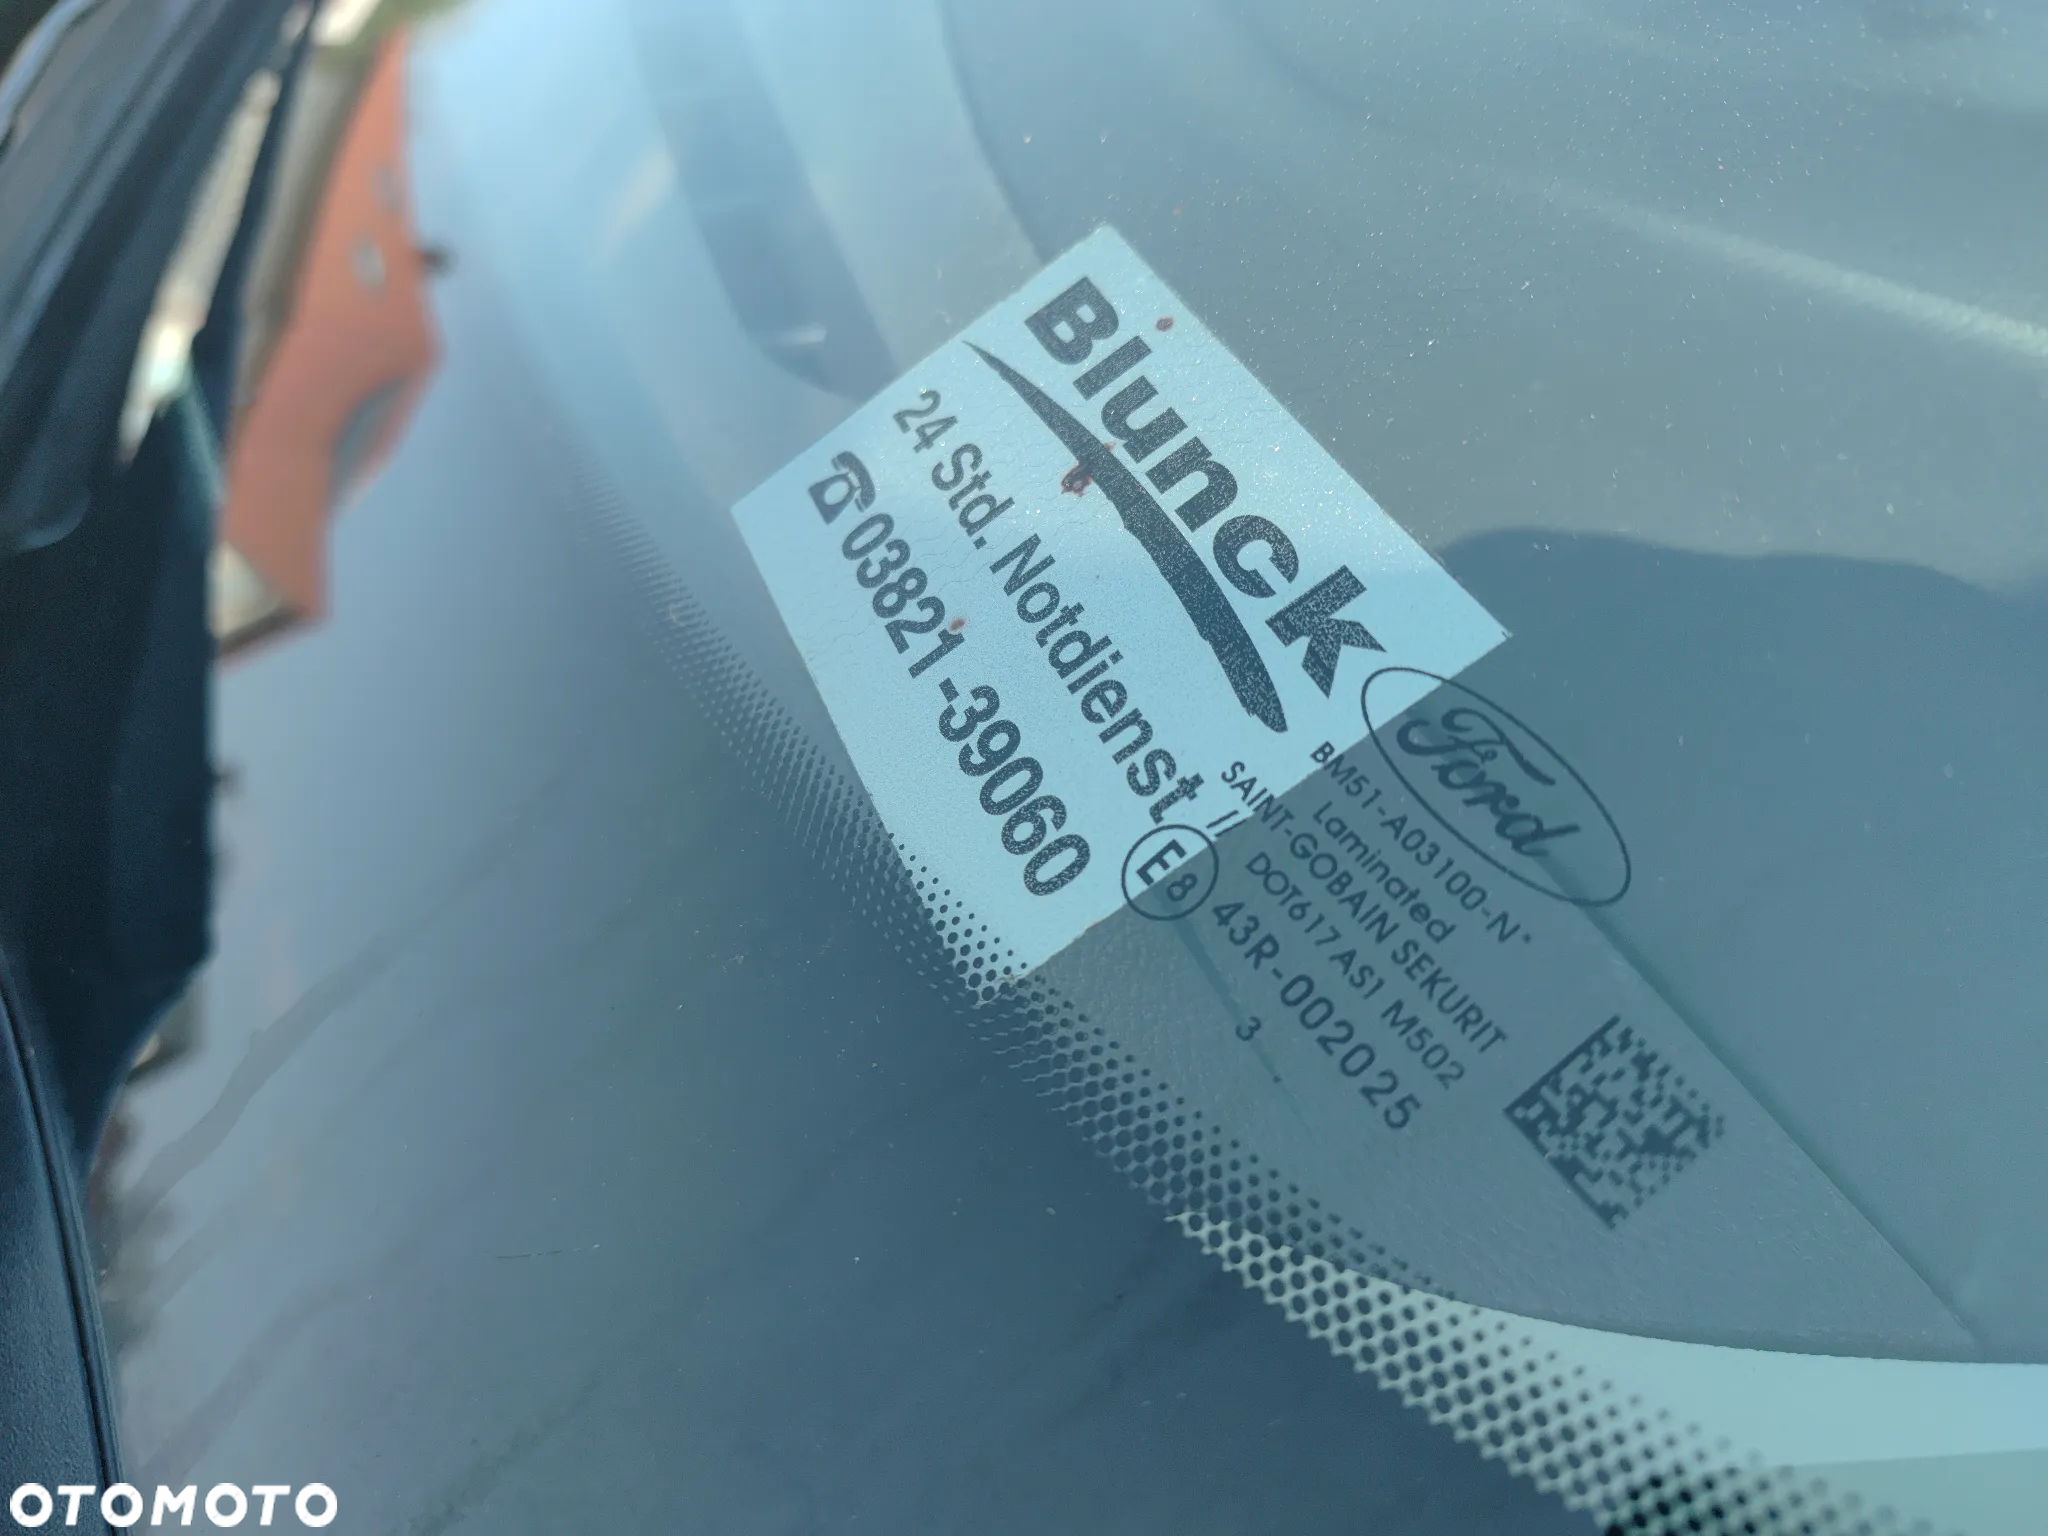 Blunck
24 Std. Notdienst
☎03821-39060
Ford
BM51-A03100-N*
Laminated
SAINT-GOBAIN SEKURIT
II DOT617 AS1 M502
E8 43R-002025
3
OTOMOTO